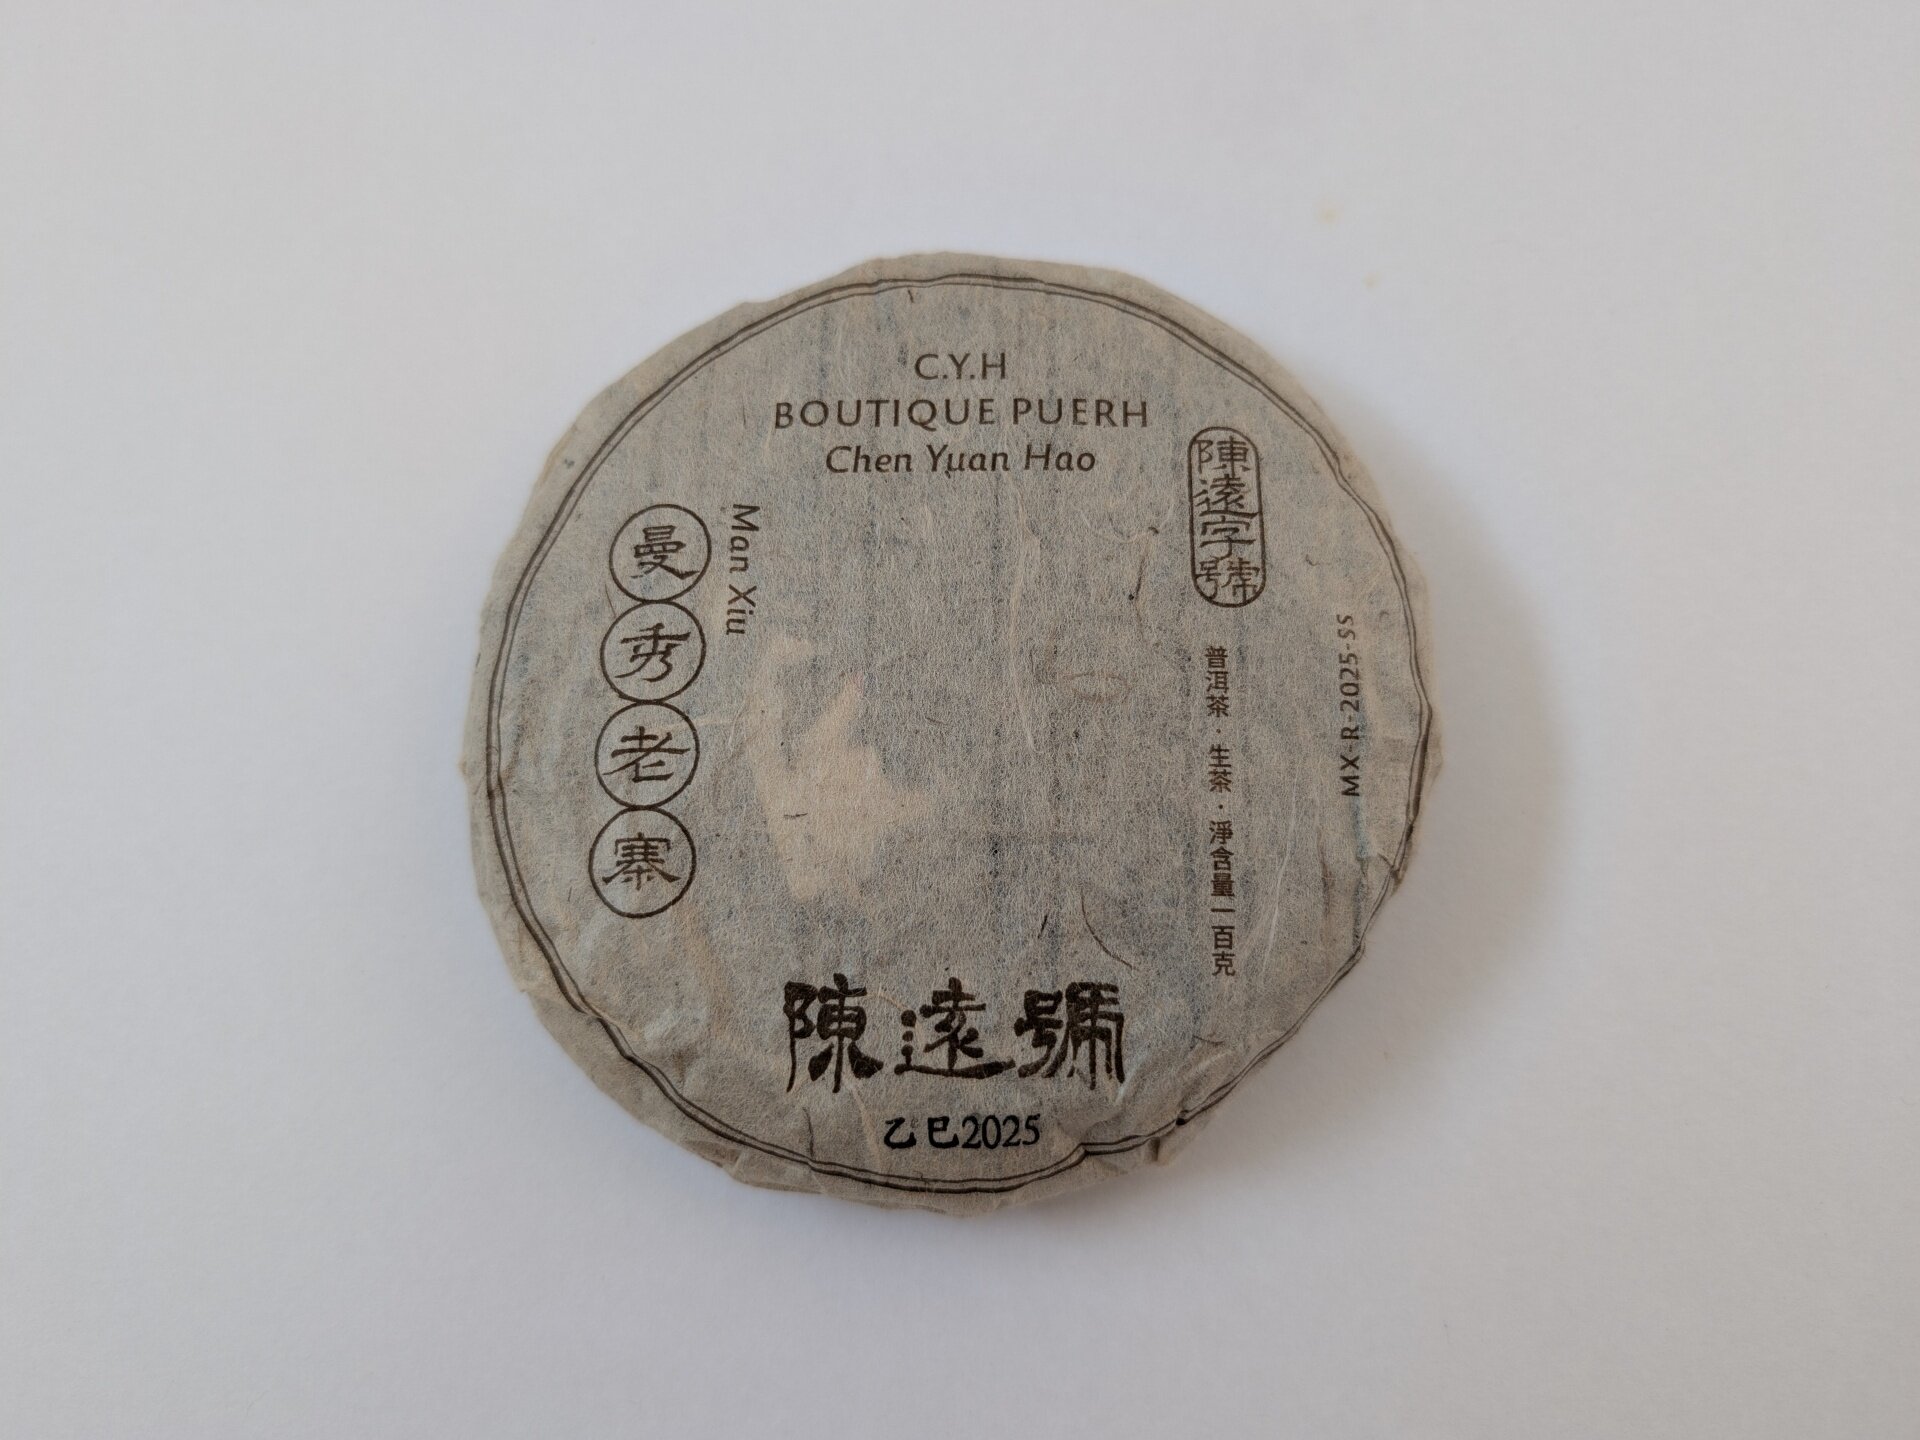 C.Y.H
BOUTIQUE PUERH
Chen Yuan Hao
陳遠字號
普洱茶·生茶·淨含量一百克
MX-R-2025-SS
Man Xiu
曼秀老寨
陳遠號
乙巳2025